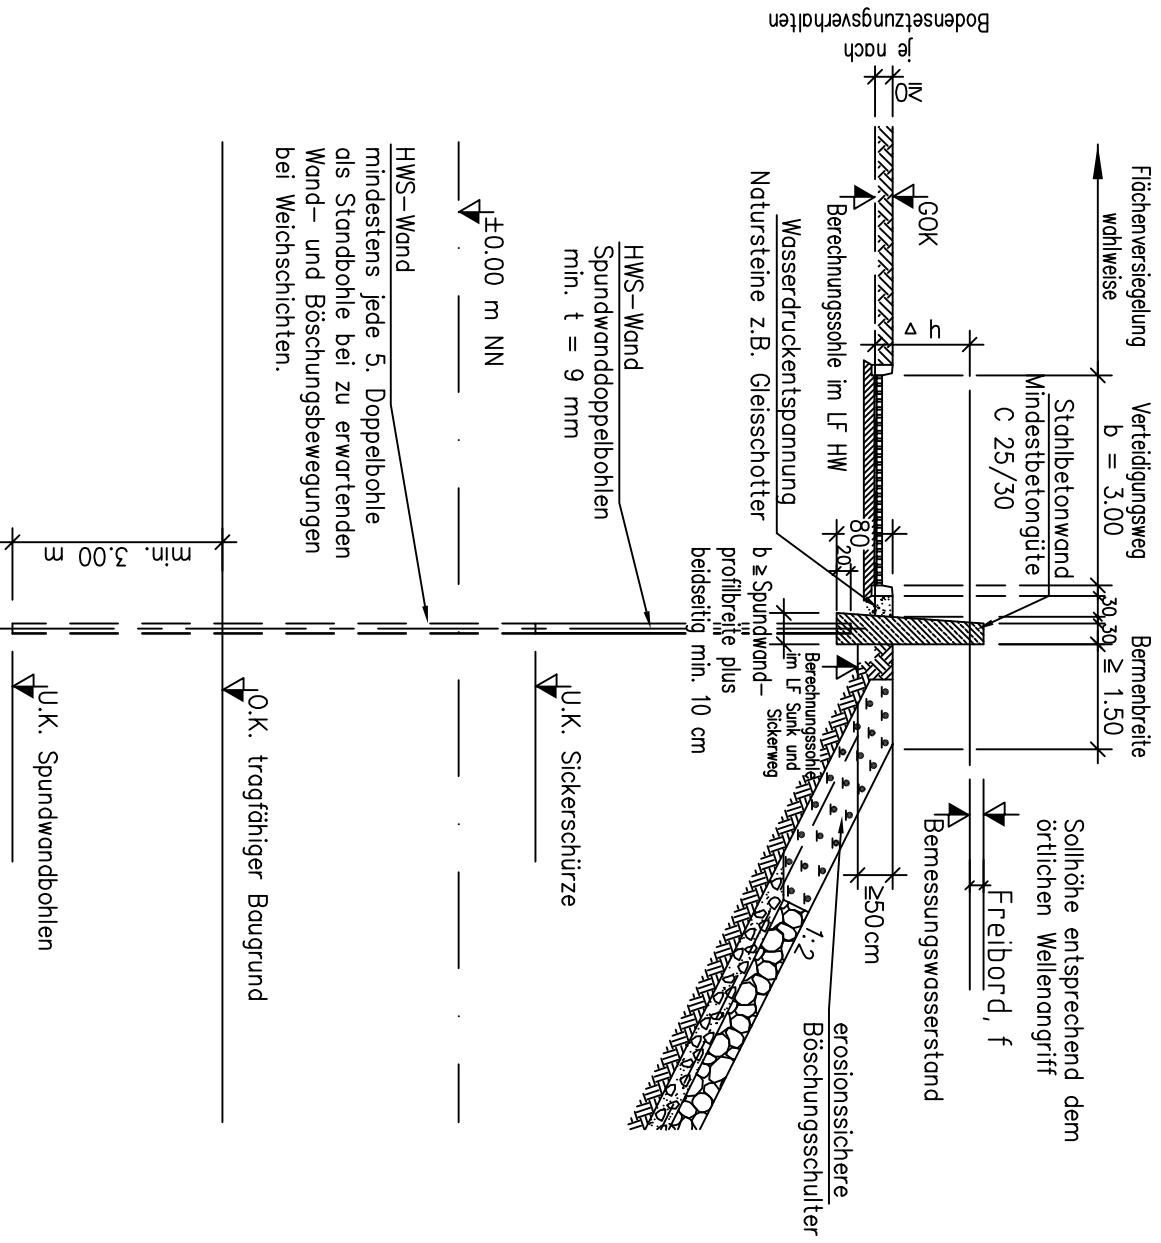 Flächenversiegelung
wahlweise
Verteidigungsweg
b = 3.00
30
30
Bermenbreite
≥ 1.50
Sollhöhe entsprechend dem
örtlichen Wellenangriff
Freibord, f
Bemessungswasserstand
Stahlbetonwand
Mindestbetongüte
C 25/30
h
je nach
Bodensetzungsverhalten
≥0
GOK
Berechnungssohle im LF HW
Wasserdruckentspannung
Natursteine z.B. Gleisschotter
80
20
≥50cm
1:2
erosionssichere
Böschungsschulter
Berechnungssohle
im LF Sunk und
Sickerweg
b ≥ Spundwand-
profilbreite plus
beidseitig min. 10 cm
HWS-Wand
Spundwanddoppelbohlen
min. t = 9 mm
U.K. Sickerschürze
±0.00 m NN
HWS-Wand
mindestens jede 5. Doppelbohle
als Standbohle bei zu erwartenden
Wand- und Böschungsbewegungen
bei Weichschichten.
O.K. tragfähiger Baugrund
min. 3.00 m
U.K. Spundwandbohlen